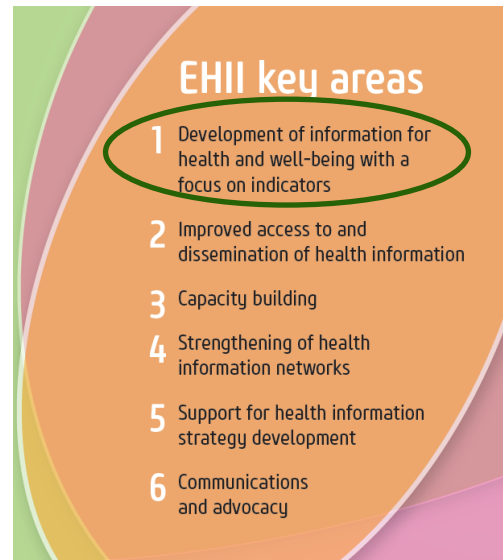 EHII key areas
1 Development of information for
health and well-being with a
focus on indicators
2 Improved access to and
dissemination of health information
3 Capacity building
4 Strengthening of health
information networks
5 Support for health information
strategy development
6 Communications
and advocacy